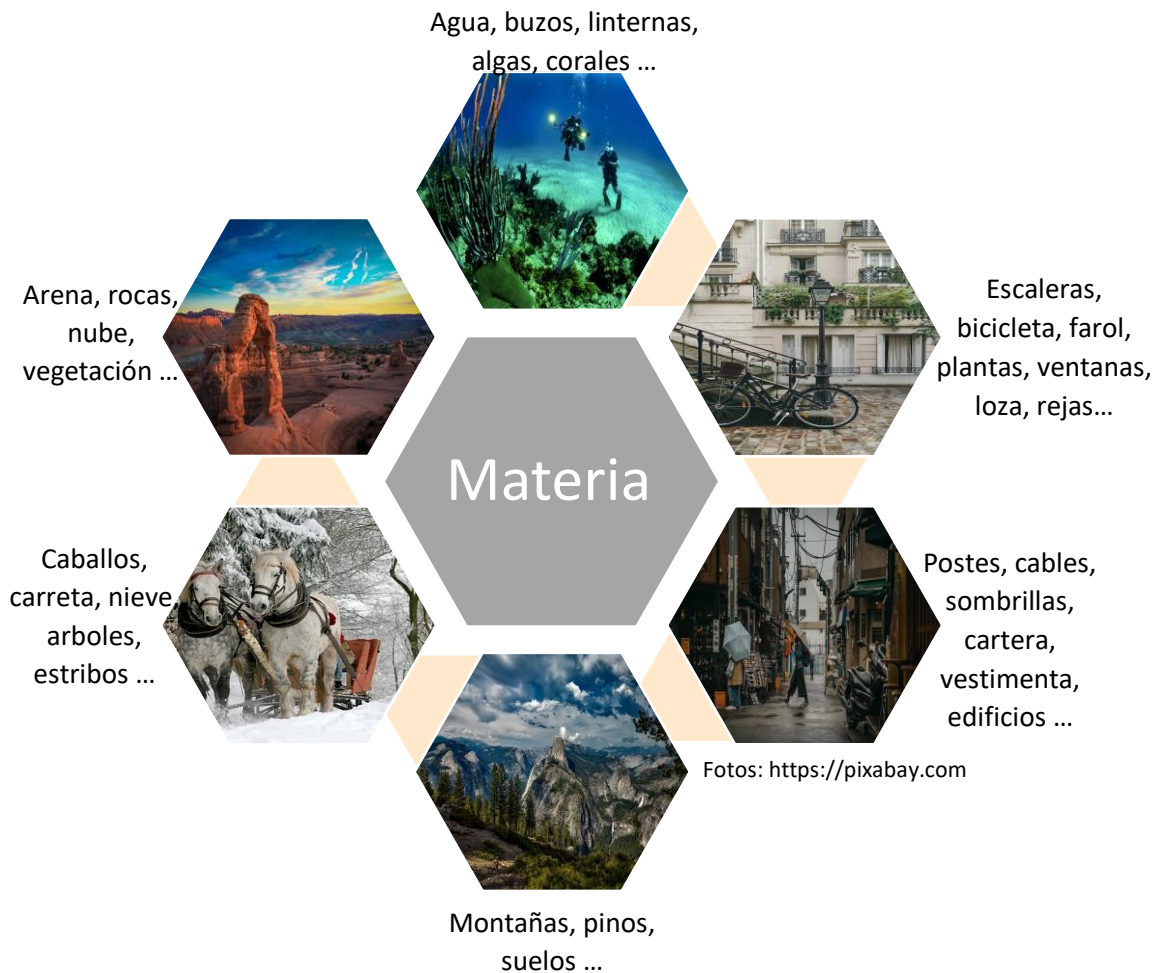 Agua, buzos, linternas,
algas, corales …
Arena, rocas,
nube,
vegetación …
Escaleras,
bicicleta, farol,
plantas, ventanas,
loza, rejas…
Materia
Caballos,
carreta, nieve,
arboles,
estribos …
Postes, cables,
sombrillas,
cartera,
vestimenta,
edificios …
Fotos: https://pixabay.com
Montañas, pinos,
suelos …